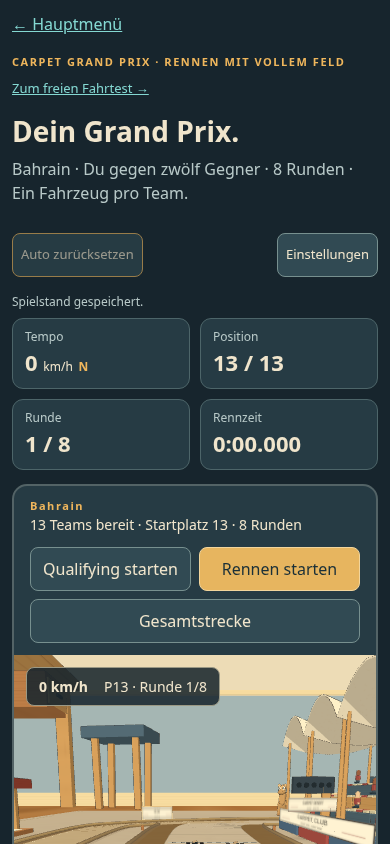 ← Hauptmenü
CARPET GRAND PRIX · RENNEN MIT VOLLEM FELD
Zum freien Fahrtest →
Dein Grand Prix.
Bahrain · Du gegen zwölf Gegner · 8 Runden ·
Ein Fahrzeug pro Team.
Auto zurücksetzen
Einstellungen
Spielstand gespeichert.
Tempo
0 km/h N
Position
13 / 13
Runde
1 / 8
Rennzeit
0:00.000
Bahrain
13 Teams bereit · Startplatz 13 · 8 Runden
Qualifying starten
Rennen starten
Gesamtstrecke
0 km/h P13 · Runde 1/8